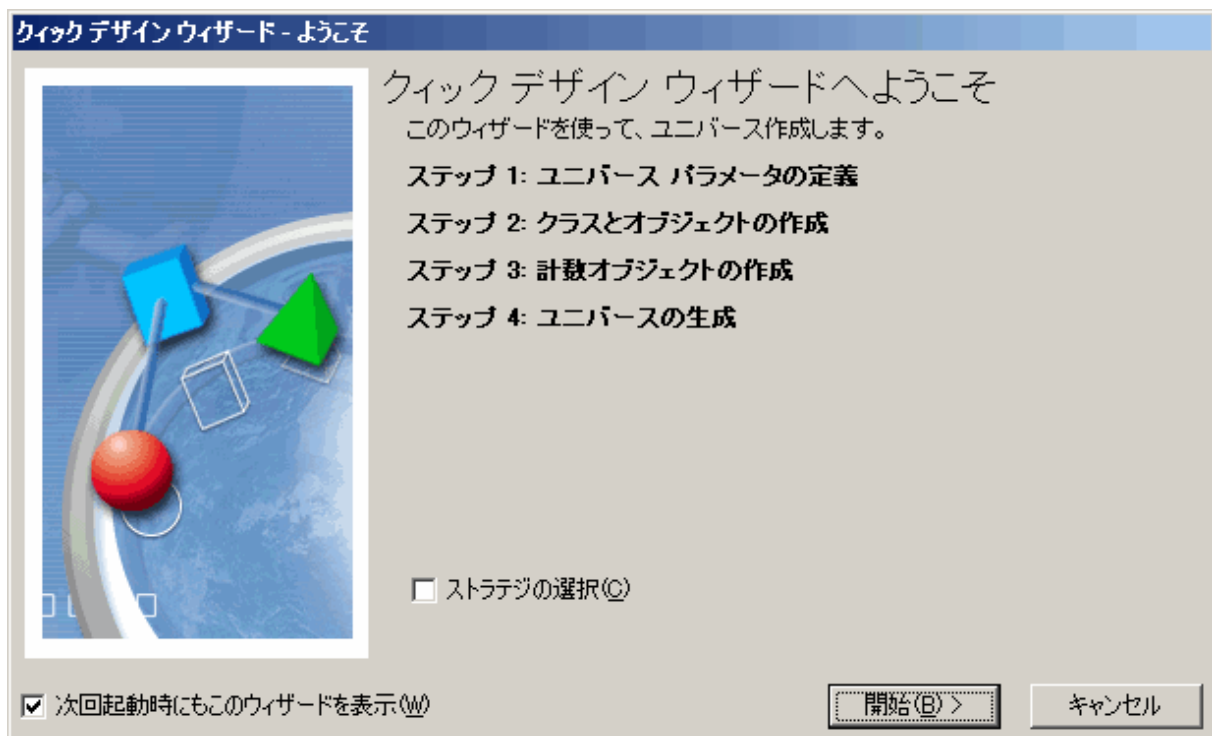 クィック デザイン ウィザード - ようこそ
クィック デザイン ウィザードへようこそ
このウィザードを使って、ユニバース作成します。
ステップ 1: ユニバース パラメータの定義
ステップ 2: クラスとオブジェクトの作成
ステップ 3: 計数オブジェクトの作成
ステップ 4: ユニバースの生成
ストラテジの選択(C)
次回起動時にもこのウィザードを表示(W)
開始(B) >
キャンセル